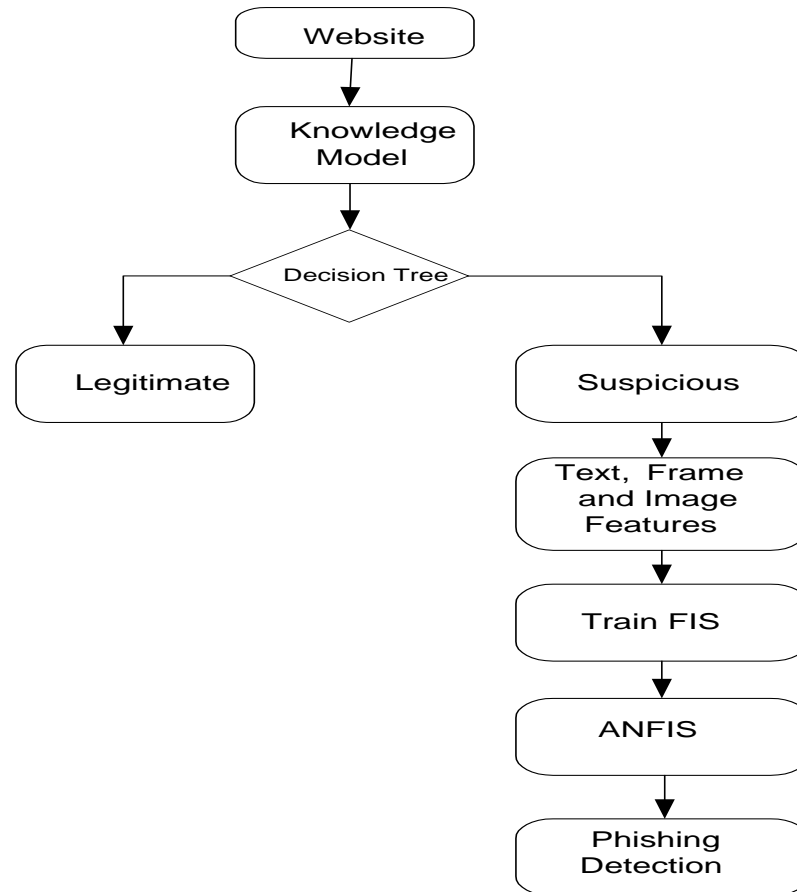 Website
Knowledge
Model
Decision Tree
Legitimate
Suspicious
Text, Frame
and Image
Features
Train FIS
ANFIS
Phishing
Detection